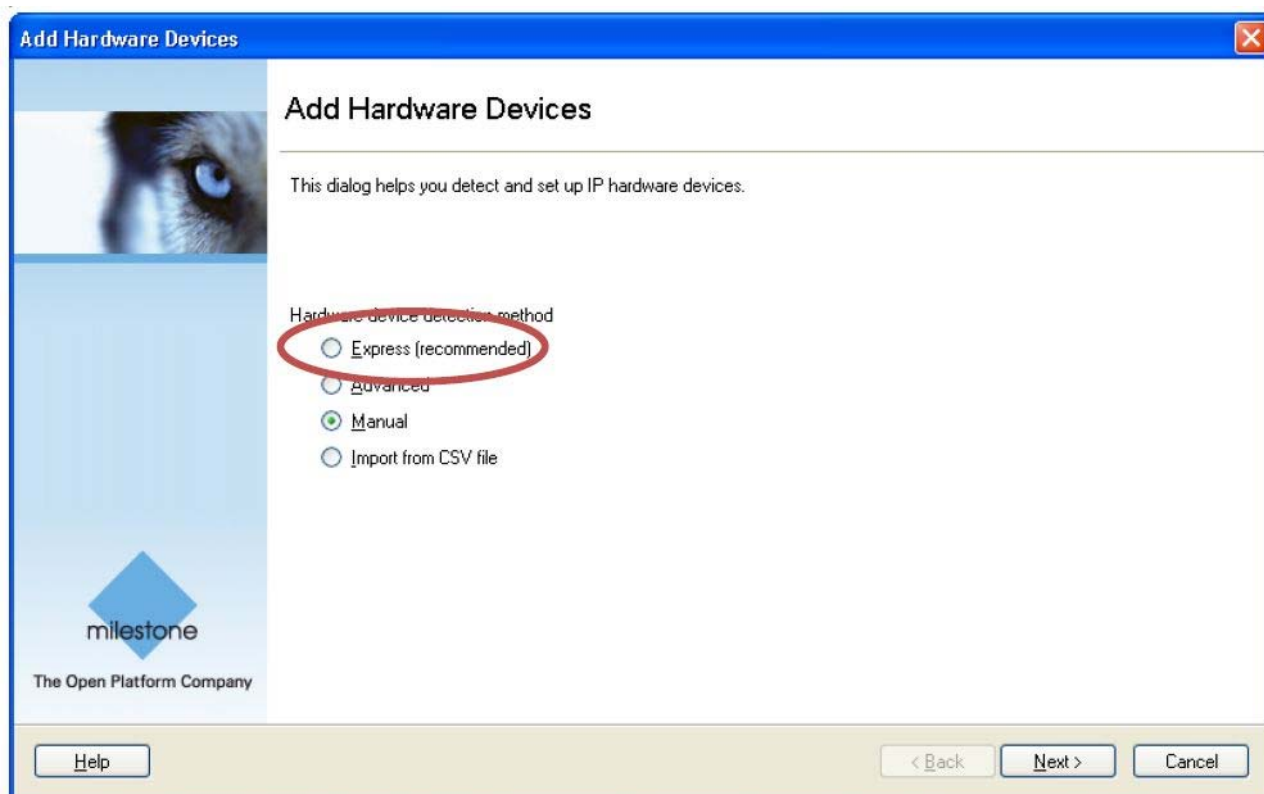 Add Hardware Devices
Add Hardware Devices
This dialog helps you detect and set up IP hardware devices.
Hardware device detection method
Express (recommended)
Advanced
Manual
Import from CSV file
milestone
The Open Platform Company
Help
< Back
Next >
Cancel